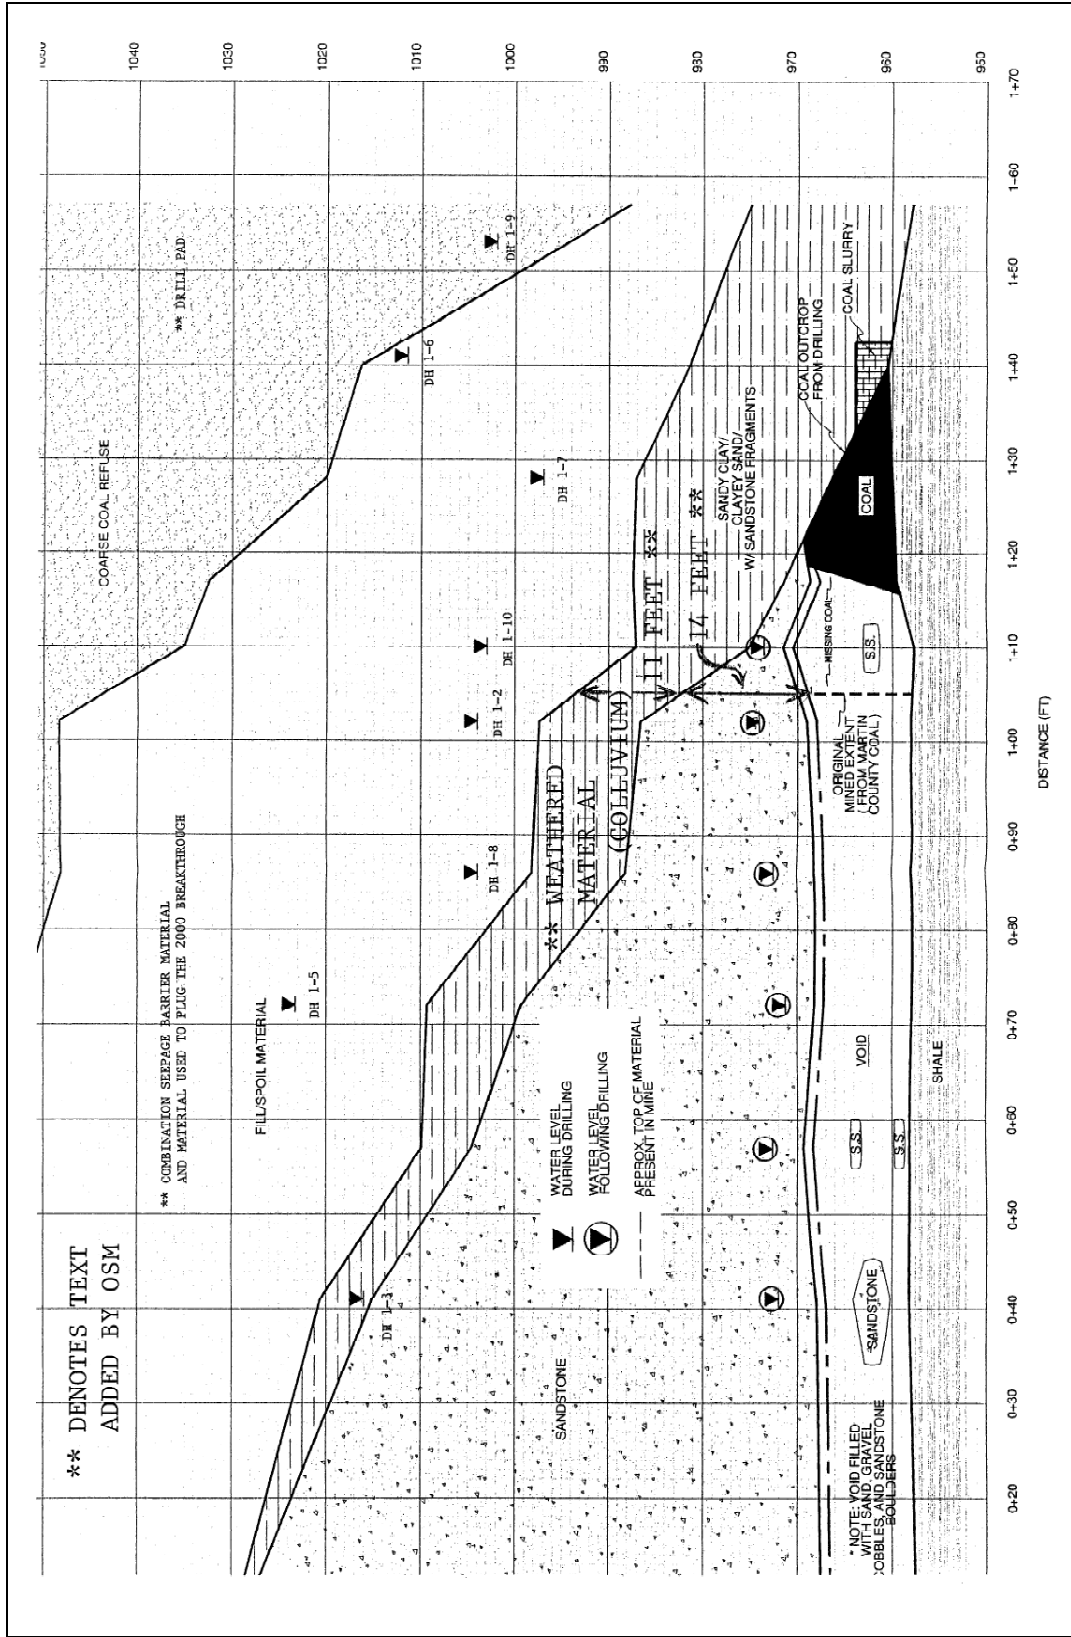 ** DENOTES TEXT
ADDED BY OSM
** COMBINATION SEEPAGE BARRIER MATERIAL
AND MATERIAL USED TO PLUG THE 2000 BREAKTHROUGH
COARSE COAL REFUSE
** DRILL PAD
FILL/SPOIL MATERIAL
DH 1-5
DH 1-8
DH 1-2
DH 1-10
DH 1-7
DH 1-6
DH 1-9
** WEATHERED
MATERIAL
(COLLUVIUM)
11 FEET **
14 FEET **
SANDY CLAY/
CLAYEY SAND/
W/ SANDSTONE FRAGMENTS
COAL OUTCROP
FROM DRILLING
COAL SLURRY
COAL
SANDSTONE
WATER LEVEL
DURING DRILLING
WATER LEVEL
FOLLOWING DRILLING
APPROX. TOP OF MATERIAL
PRESENT IN MINE
MISSING COAL
S.S.
ORIGINAL
MINED EXTENT
(FROM MARTIN
COUNTY COAL)
VOID
S.S.
S.S.
SANDSTONE
SHALE
*NOTE: VOID FILLED
WITH SAND, GRAVEL
COBBLES, AND SANDSTONE
BOULDERS
1040
1030
1020
1010
1000
990
980
970
960
950
0+20
0+30
0+40
0+50
0+60
0+70
0+80
0+90
1+00
1+10
1+20
1+30
1+40
1+50
1+60
1+70
DISTANCE (FT)